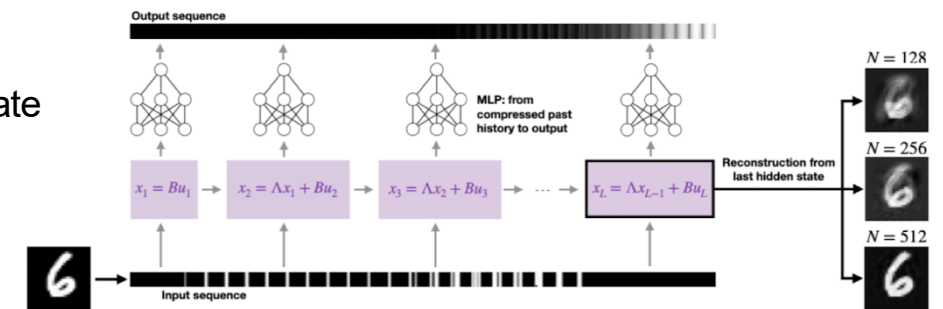 Output sequence
ate
MLP: from
compressed past
history to output
x₁ = Bu₁
x₂ = Λx₁ + Bu₂
x₃ = Λx₂ + Bu₃
---
x_L = Λx_{L−1} + Bu_L
Reconstruction from
last hidden state
N = 128
N = 256
N = 512
6
Input sequence